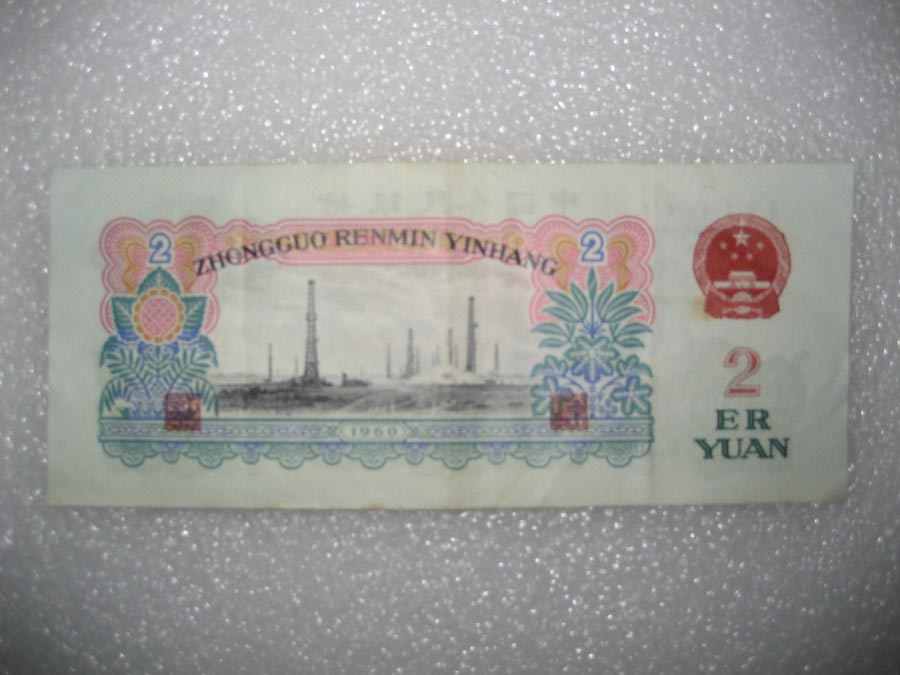 2
ZHONGGUO RENMIN YINHANG
2
1960
2
ER
YUAN